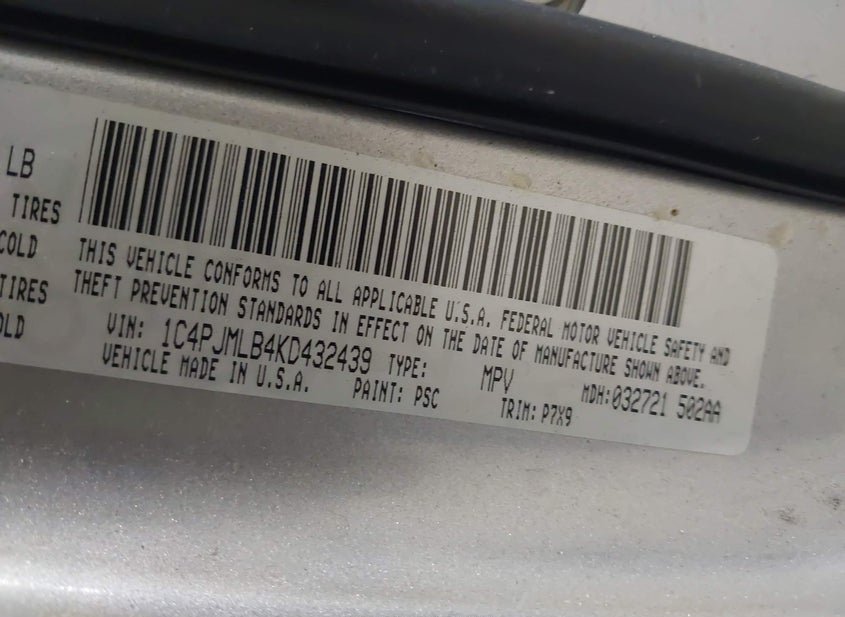 LB
TIRES
COLD
TIRES
OLD
THIS VEHICLE CONFORMS TO ALL APPLICABLE U.S.A. FEDERAL MOTOR VEHICLE SAFETY AND
THEFT PREVENTION STANDARDS IN EFFECT ON THE DATE OF MANUFACTURE SHOWN ABOVE.
VIN: 1C4PJMLB4KD432439 TYPE: MPV MDH:032721 502AA
VEHICLE MADE IN U.S.A. PAINT: PSC TRIM: P7X9